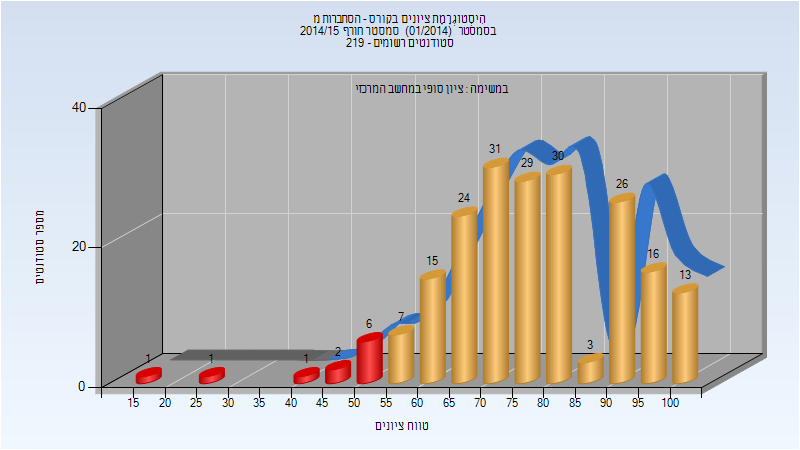 היסטוגרמת ציונים בקורס - הסתברות מ
בסמסטר (01/2014) סמסטר חורף 2014/15
סטודנטים רשומים - 219
במשימה : ציון סופי במחשב המרכזי
מספר סטודנטים
40
20
0
1
1
1
2
6
7
15
24
31
29
30
3
26
16
13
15 20 25 30 35 40 45 50 55 60 65 70 75 80 85 90 95 100
טווח ציונים